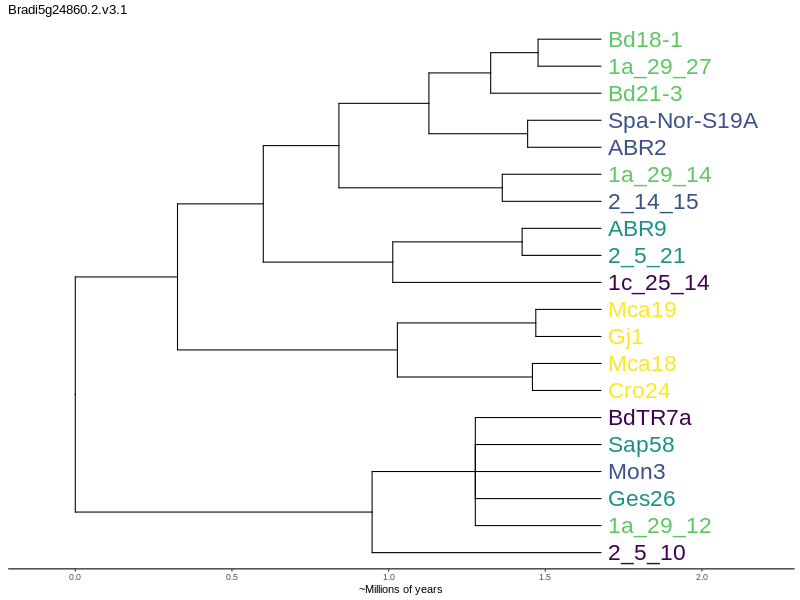 Bradi5g24860.2.v3.1
Bd18-1
1a_29_27
Bd21-3
Spa-Nor-S19A
ABR2
1a_29_14
2_14_15
ABR9
2_5_21
1c_25_14
Mca19
Gj1
Mca18
Cro24
BdTR7a
Sap58
Mon3
Ges26
1a_29_12
2_5_10
0.0 0.5 1.0 1.5 2.0
~Millions of years